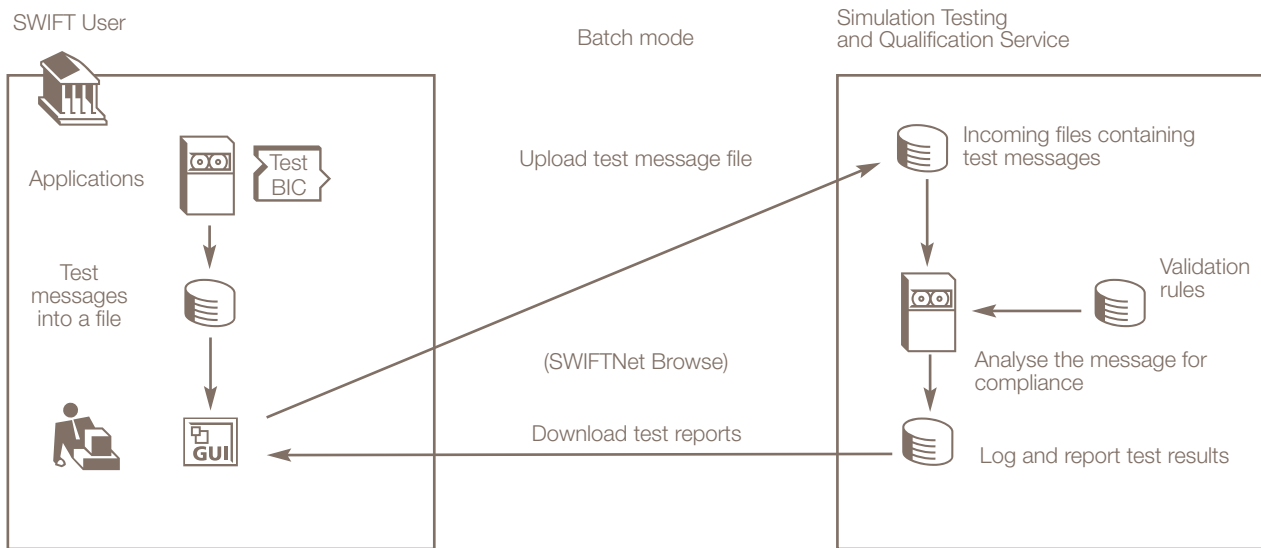 SWIFT User
Batch mode
Simulation Testing
and Qualification Service
Applications
Test
BIC
Test
messages
into a file
GUI
Upload test message file
(SWIFTNet Browse)
Download test reports
Incoming files containing
test messages
Validation
rules
Analyse the message for
compliance
Log and report test results